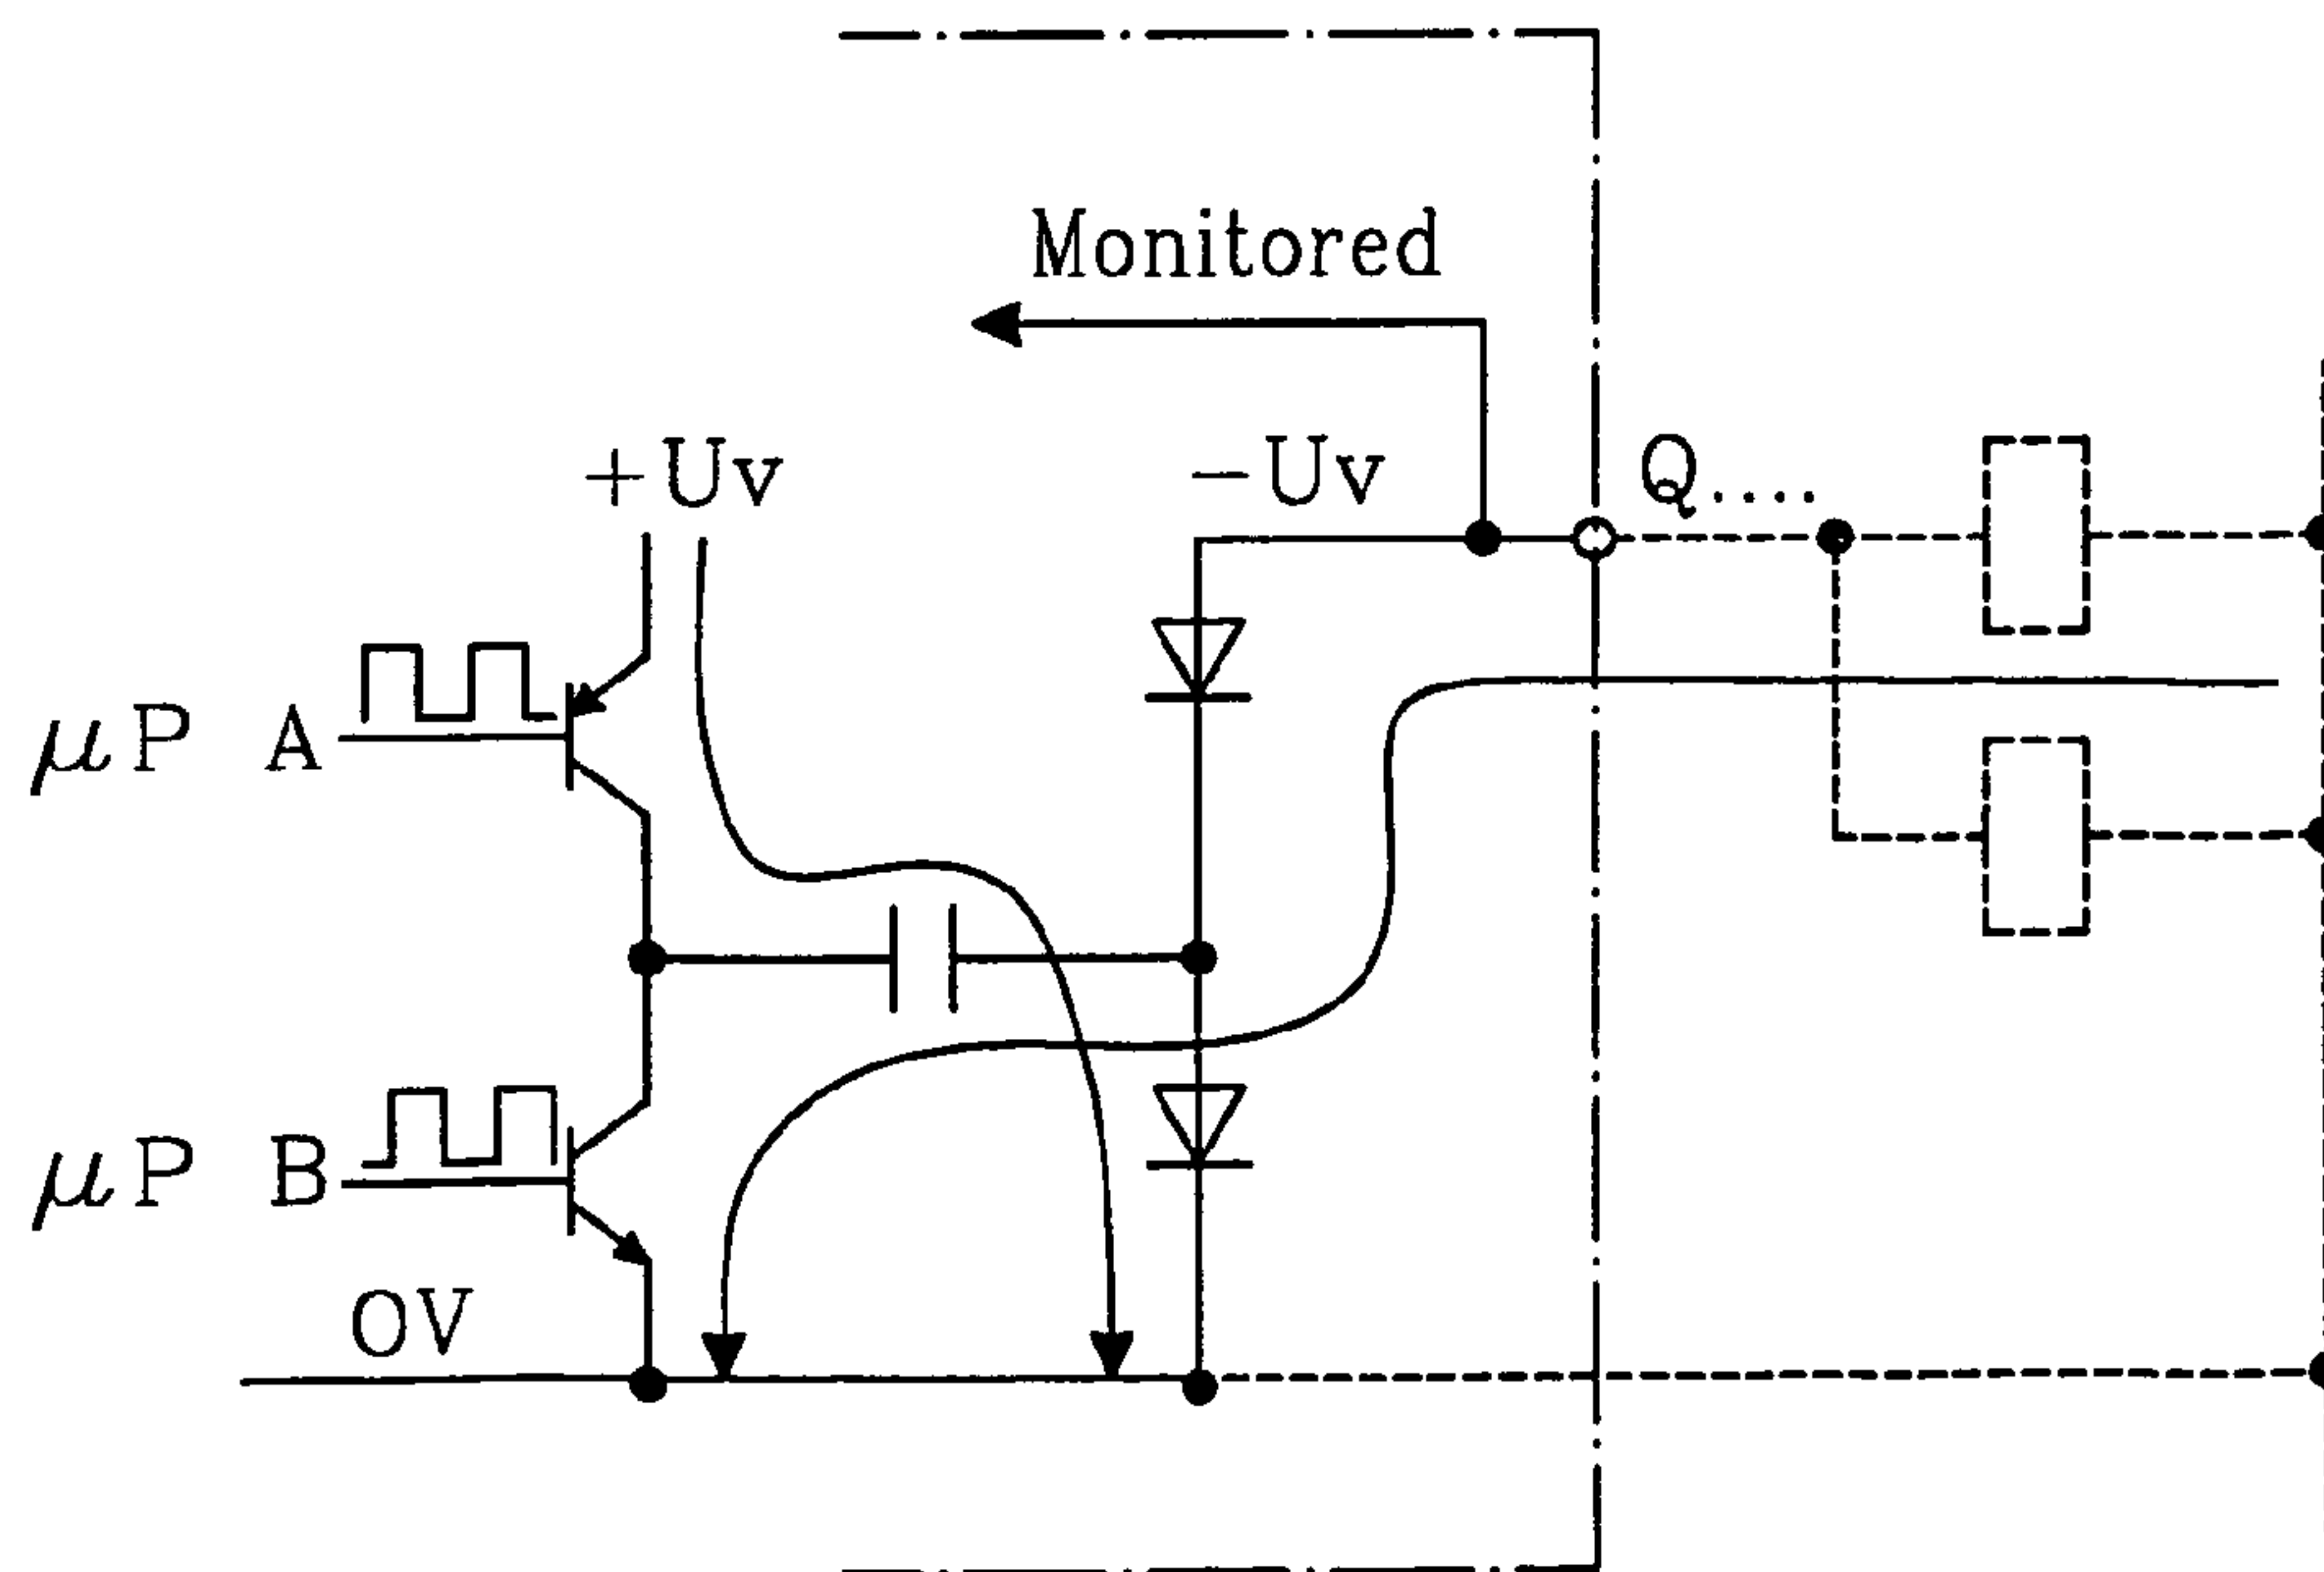 Monitored
+Uv
-Uv
Q....
μP A
μP B
0V